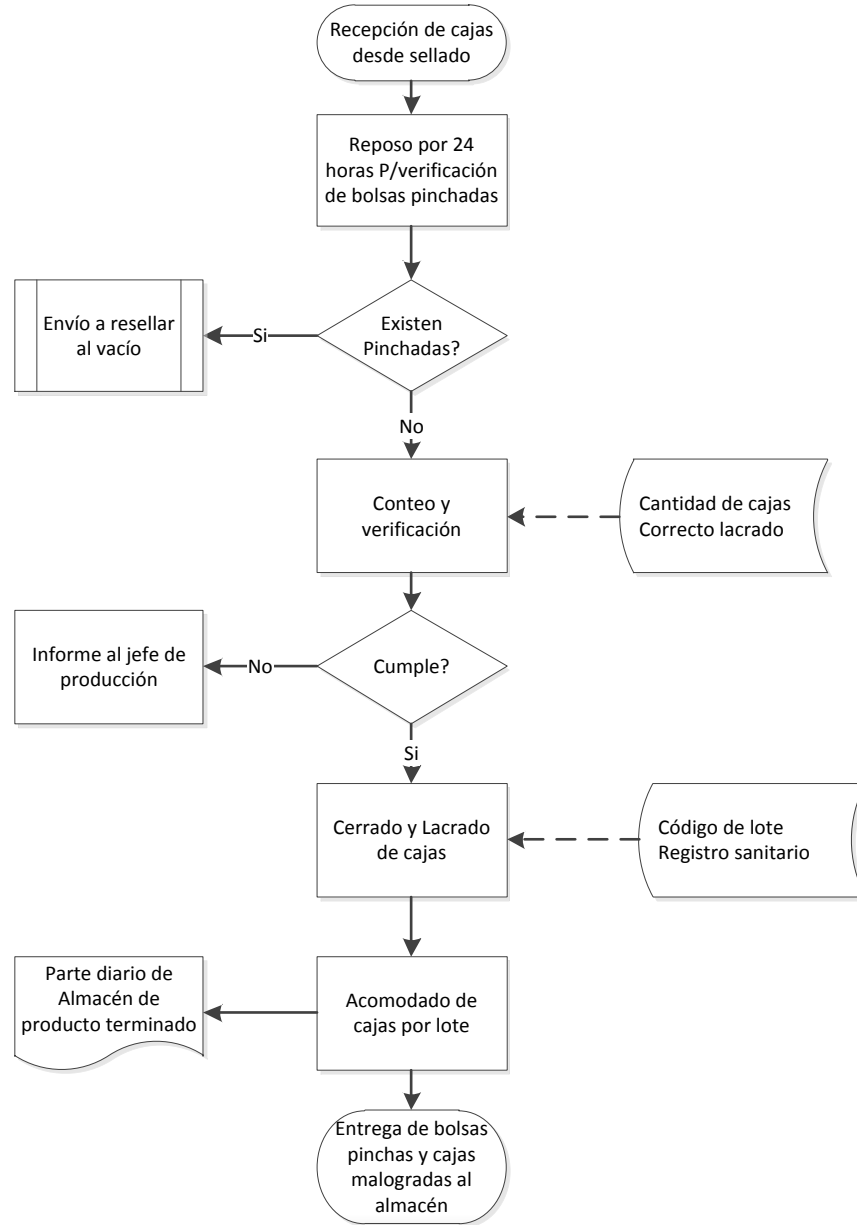 Recepción de cajas
desde sellado
Reposo por 24
horas P/verificación
de bolsas pinchadas
Existen
Pinchadas?
Si
Envío a resellar
al vacío
No
Conteo y
verificación
Cantidad de cajas
Correcto lacrado
Cumple?
No
Informe al jefe de
producción
Si
Cerrado y Lacrado
de cajas
Código de lote
Registro sanitario
Acomodado de
cajas por lote
Parte diario de
Almacén de
producto terminado
Entrega de bolsas
pinchas y cajas
malogradas al
almacén